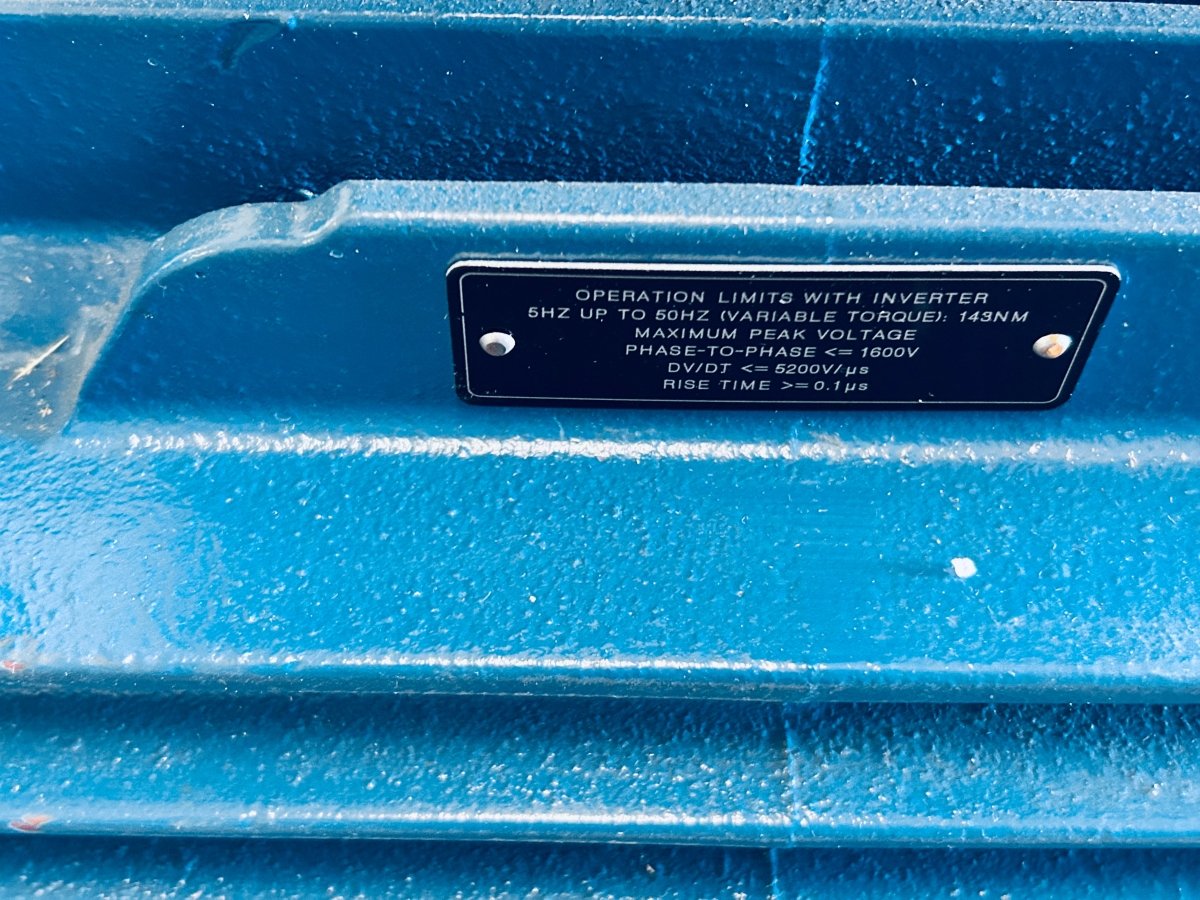 OPERATION LIMITS WITH INVERTER
5HZ UP TO 50HZ (VARIABLE TORQUE): 143NM
MAXIMUM PEAK VOLTAGE
PHASE-TO-PHASE <= 1600V
DV/DT <= 5200V/µs
RISE TIME >= 0.1µs